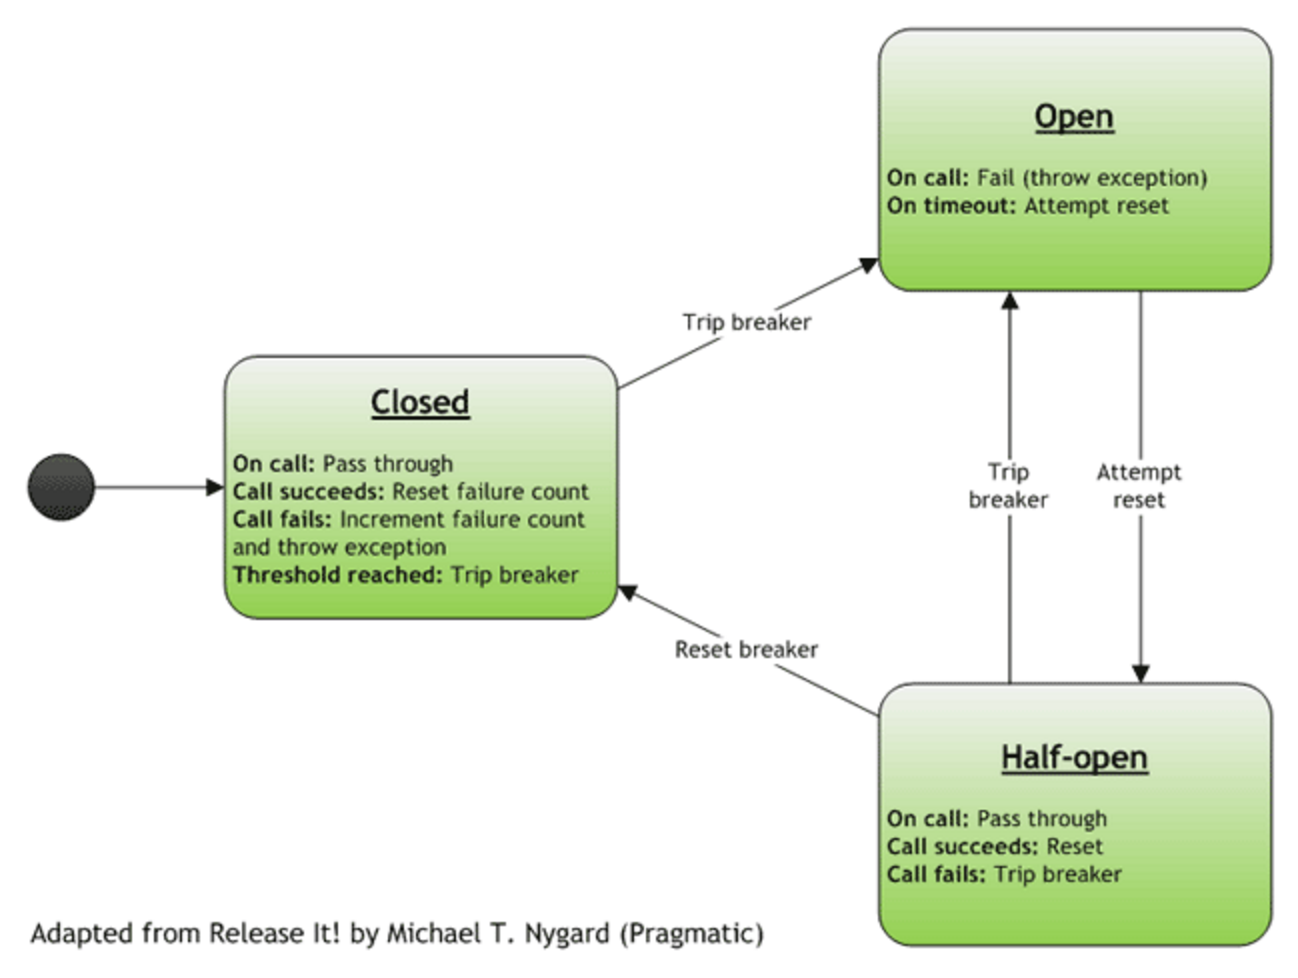 Open
On call: Fail (throw exception)
On timeout: Attempt reset
Trip breaker
Closed
On call: Pass through
Call succeeds: Reset failure count
Call fails: Increment failure count
and throw exception
Threshold reached: Trip breaker
Trip
breaker
Attempt
reset
Reset breaker
Half-open
On call: Pass through
Call succeeds: Reset
Call fails: Trip breaker
Adapted from Release It! by Michael T. Nygard (Pragmatic)